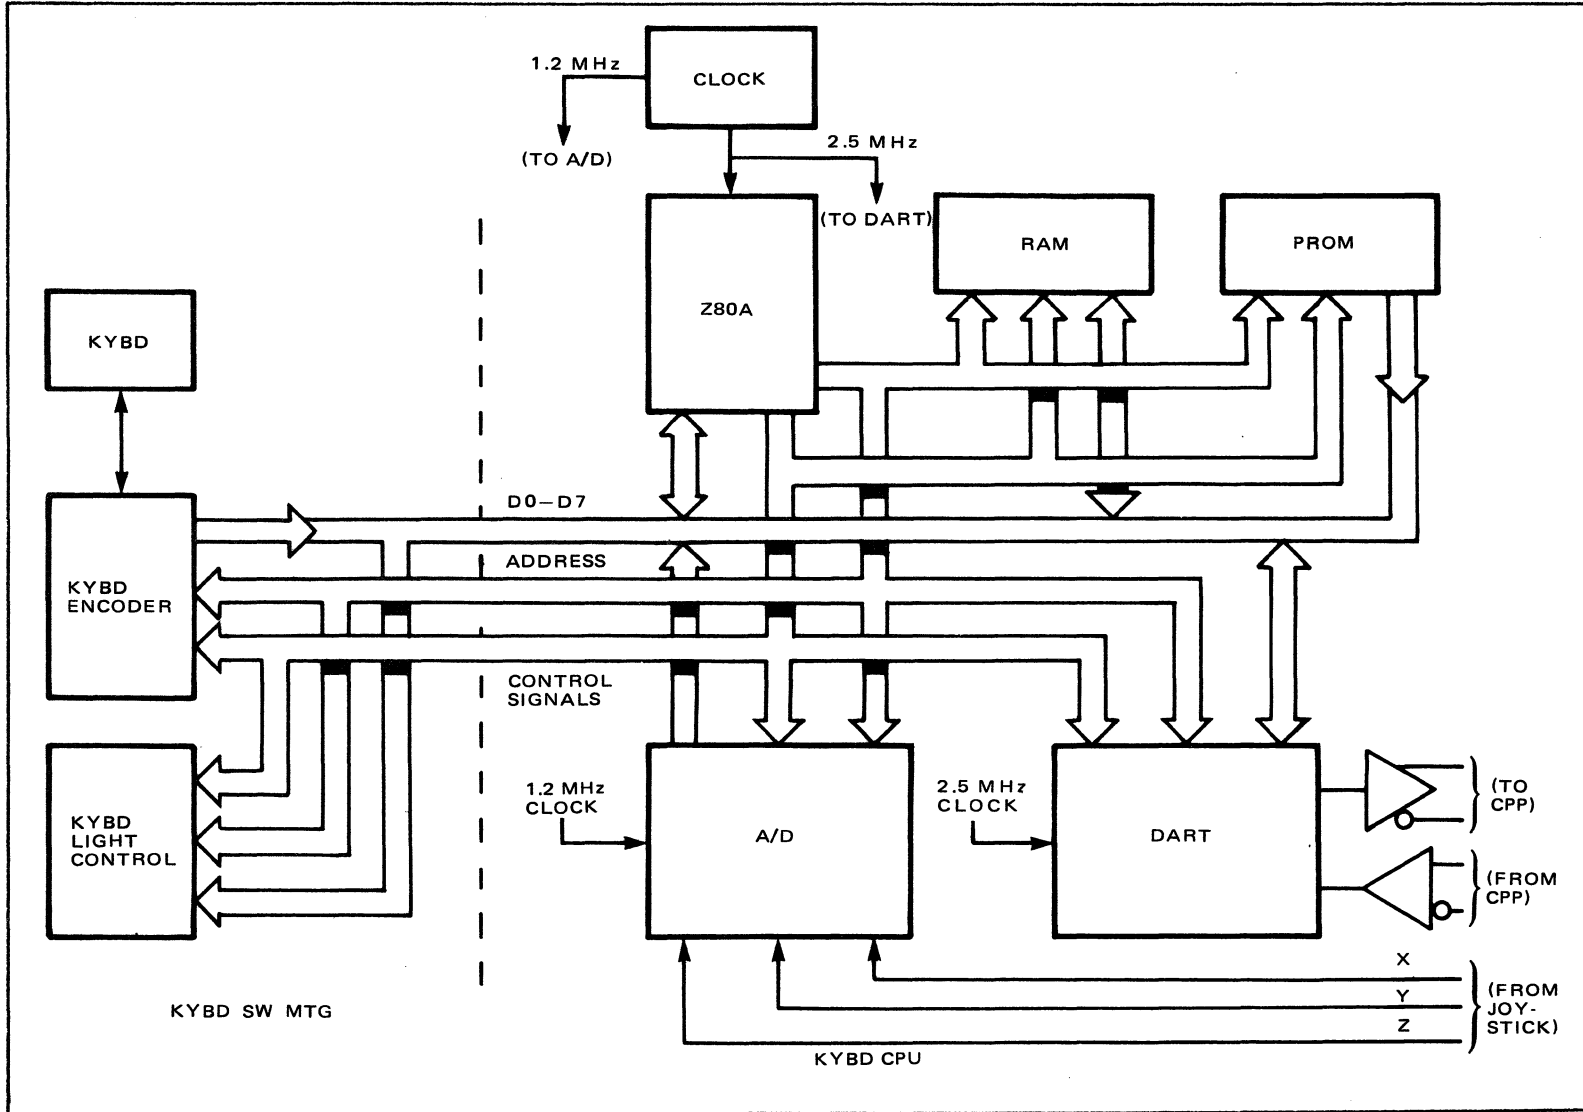 1.2 MHz
CLOCK
(TO A/D)
2.5 MHz
(TO DART)
RAM
PROM
Z80A
KYBD
D0–D7
ADDRESS
KYBD
ENCODER
CONTROL
SIGNALS
1.2 MHz
CLOCK
2.5 MHz
CLOCK
(TO
CPP)
KYBD
LIGHT
CONTROL
A/D
DART
(FROM
CPP)
X
Y
Z
(FROM
JOY-
STICK)
KYBD SW MTG
KYBD CPU